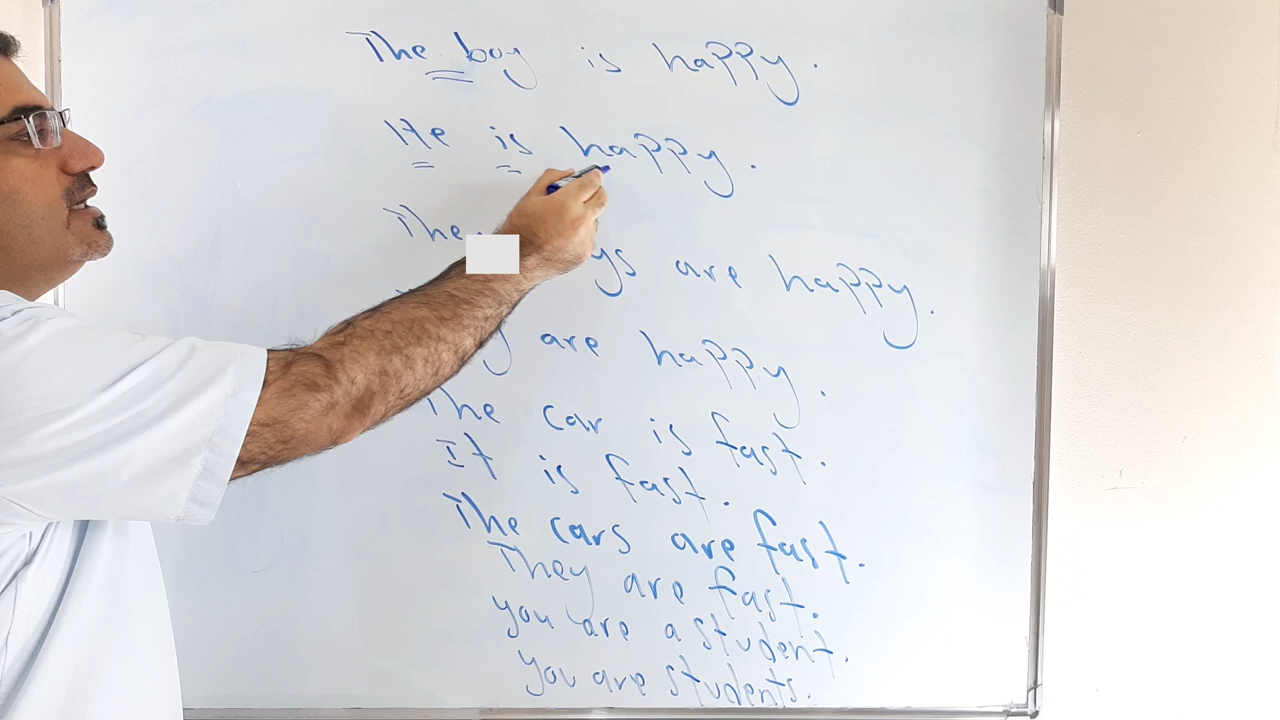 The boy is happy.
He is happy.
The are happy.
are happy.
The car is fast.
It is fast.
The cars are fast.
They are fast.
you are a student.
you are students.